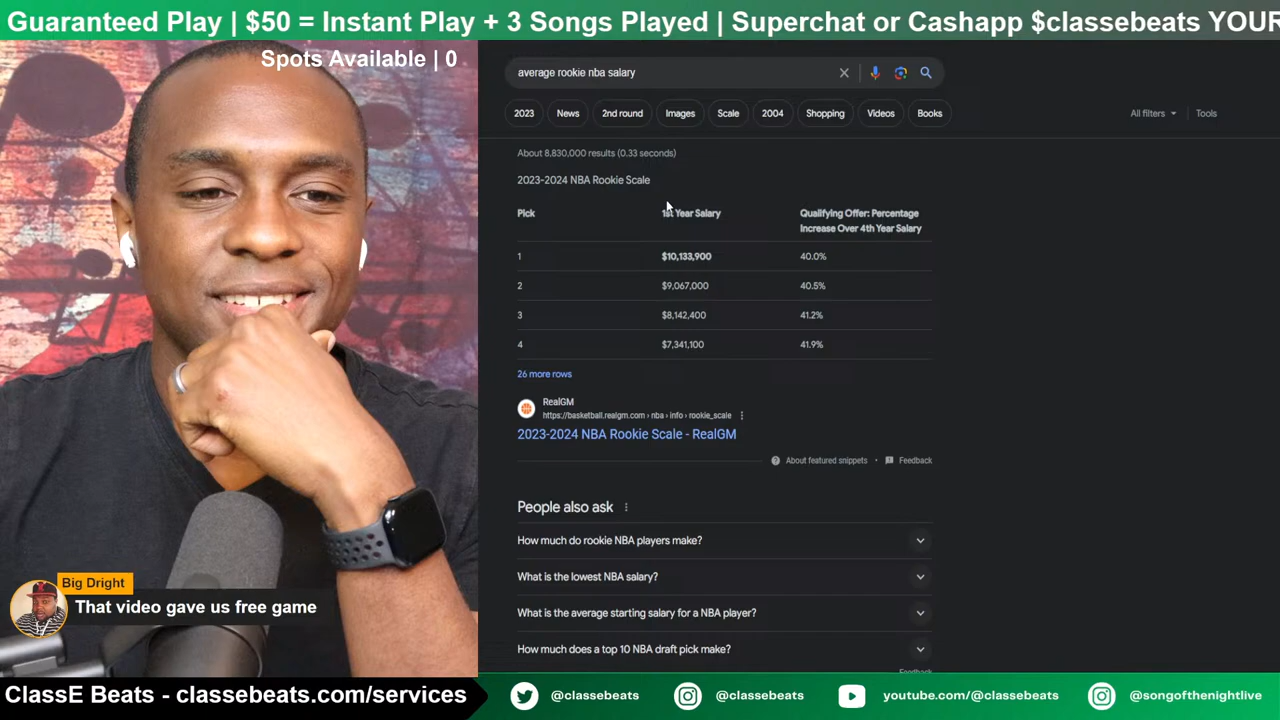 Guaranteed Play | $50 = Instant Play + 3 Songs Played | Superchat or Cashapp $classebeats YOUR
Spots Available | 0
average rookie nba salary
2023 News 2nd round Images Scale 2004 Shopping Videos Books All filters Tools
About 8,830,000 results (0.33 seconds)
2023-2024 NBA Rookie Scale
Pick 1st Year Salary Qualifying Offer: Percentage
Increase Over 4th Year Salary
1 $10,133,900 40.0%
2 $9,067,000 40.5%
3 $8,142,400 41.2%
4 $7,341,100 41.9%
26 more rows
RealGM
https://basketball.realgm.com › nba › info › rookie_scale
2023-2024 NBA Rookie Scale - RealGM
About featured snippets • Feedback
People also ask
How much do rookie NBA players make?
What is the lowest NBA salary?
What is the average starting salary for a NBA player?
How much does a top 10 NBA draft pick make?
Feedback
Big Dright
That video gave us free game
ClassE Beats - classebeats.com/services
@classebeats @classebeats youtube.com/@classebeats @songofthenightlive